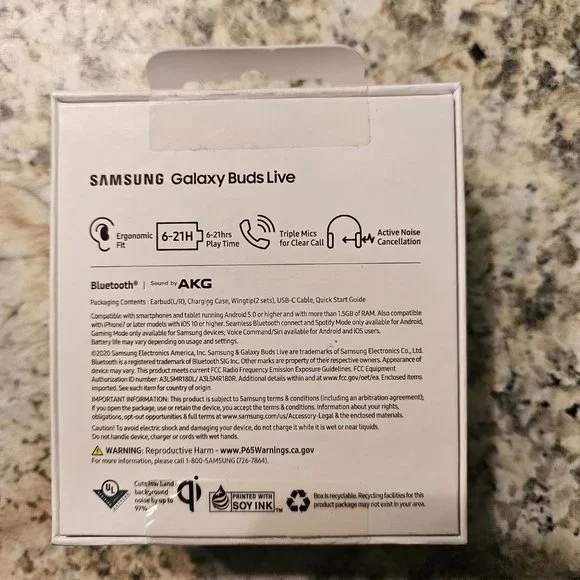 SAMSUNG Galaxy Buds Live
Ergonomic
Fit
6-21H
6-21hrs
Play Time
Triple Mics
for Clear Call
Active Noise
Cancellation
Bluetooth® | Sound by AKG
Packaging Contents : Earbud(L/R), Charging Case, Wingtip(2 sets), USB-C Cable, Quick Start Guide
Compatible with smartphones and tablet running Android 5.0 or higher and with more than 1.5GB of RAM. Also compatible
with iPhone7 or later models with iOS 10 or higher. Seamless Bluetooth connect and Spotify Mode only available for Android,
Gaming Mode only available for Samsung devices; Voice Command/Siri available for Android and iOS users.
Battery life may vary depending on usage and settings.
©2020 Samsung Electronics America, Inc. Samsung & Galaxy Buds Live are trademarks of Samsung Electronics Co., Ltd.
Bluetooth is a registered trademark of Bluetooth SIG Inc. Other marks are property of their respective owners. Appearance of
device may vary. This product meets current FCC Radio Frequency Emission Exposure Guidelines. FCC Equipment
Authorization ID number: A3LSMR180L / A3LSMR180R. Additional details within and at www.fcc.gov/oet/ea. Enclosed items
imported. See each item for country of origin.
IMPORTANT INFORMATION: This product is subject to Samsung terms & conditions (including an arbitration agreement);
if you open the package, use or retain the device, you accept the terms & conditions. Information about your rights,
obligations, opt-out opportunities & full terms at www.samsung.com/us/Accessory-Legal & the enclosed materials.
Caution! To avoid electric shock and damaging your device, do not charge it while it is wet or near liquids.
Do not handle device, charger or cords with wet hands.
WARNING: Reproductive Harm - www.P65Warnings.ca.gov
For more information, please call 1-800-SAMSUNG (726-7864).
UL
Cuts low band
background
noise by up to
97%
qi
PRINTED WITH
SOY INK™
Box is recyclable. Recycling facilities for this
product package may not exist in your area.